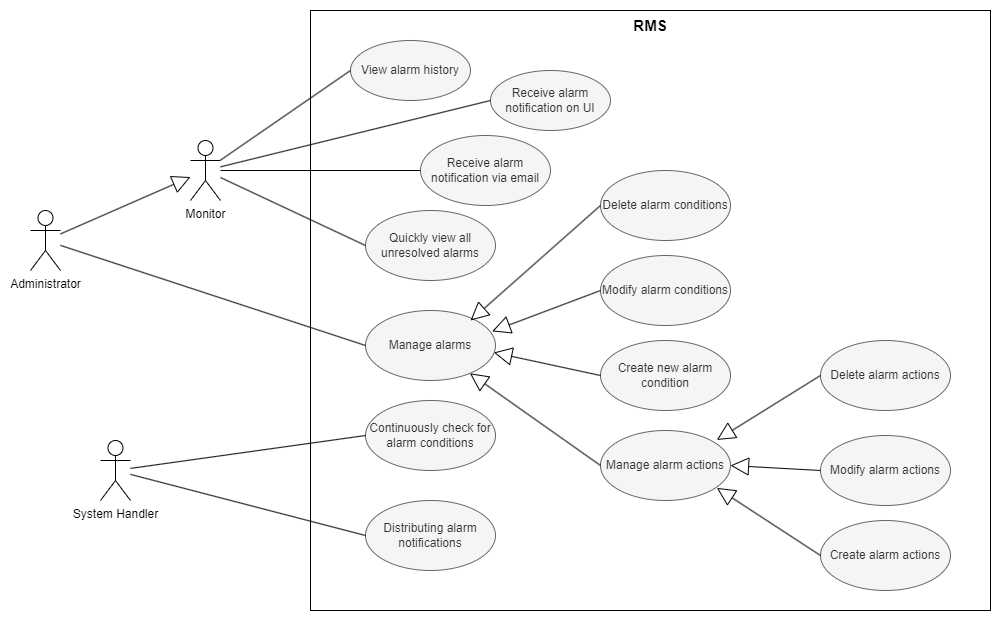 RMS
View alarm history
Receive alarm
notification on UI
Receive alarm
notification via email
Monitor
Delete alarm conditions
Quickly view all
unresolved alarms
Administrator
Modify alarm conditions
Manage alarms
Create new alarm
condition
Delete alarm actions
Continuously check for
alarm conditions
Manage alarm actions
Modify alarm actions
System Handler
Distributing alarm
notifications
Create alarm actions